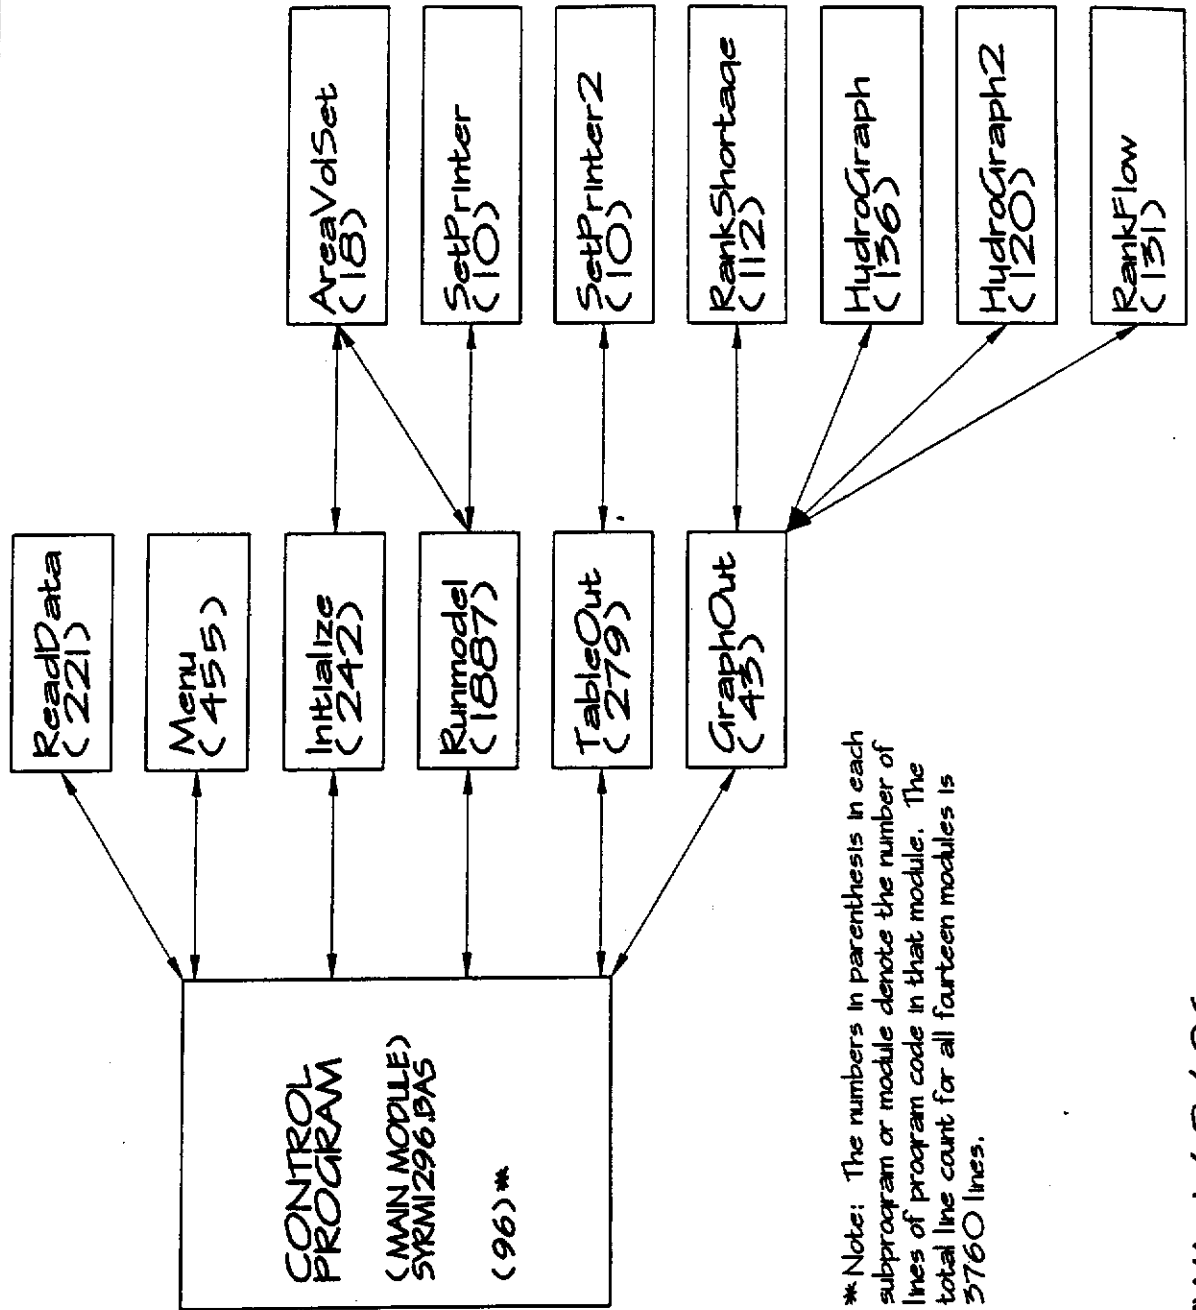 CONTROL
PROGRAM
(MAIN MODULE)
SYRM1296.BAS
(96)*
ReadData
(221)
Menu
(455)
Initialize
(242)
Runmodel
(1887)
TableOut
(279)
GraphOut
(43)
AreaVolSet
(18)
SetPrinter
(10)
SetPrinter2
(10)
RankShortage
(112)
HydroGraph
(136)
HydroGraph2
(120)
RankFlow
(131)
* Note: The numbers in parenthesis in each
subprogram or module denote the number of
lines of program code in that module. The
total line count for all fourteen modules is
3760 lines.